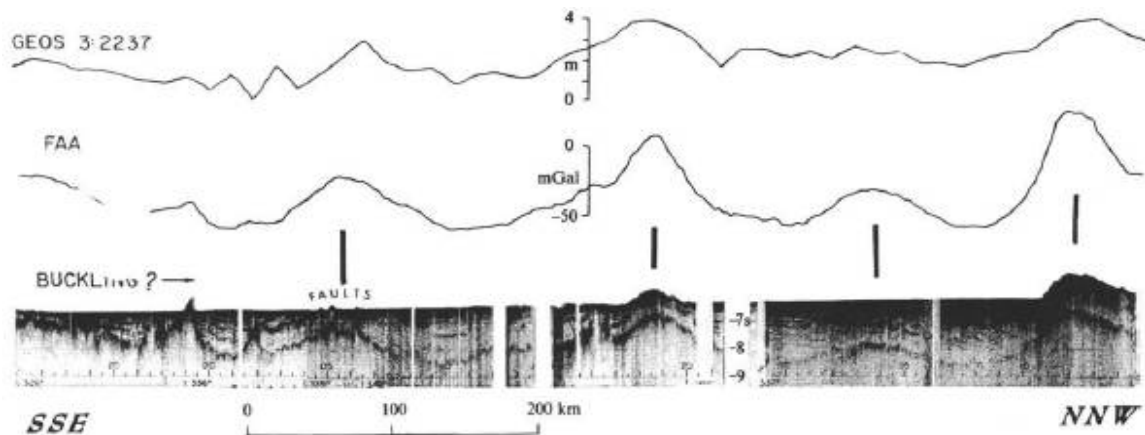 GEOS 3:2237
4
m
0
FAA
0
mGal
-50
BUCKLING ? →
FAULTS
-7s
-8
-9
0 100 200 km
SSE NNW